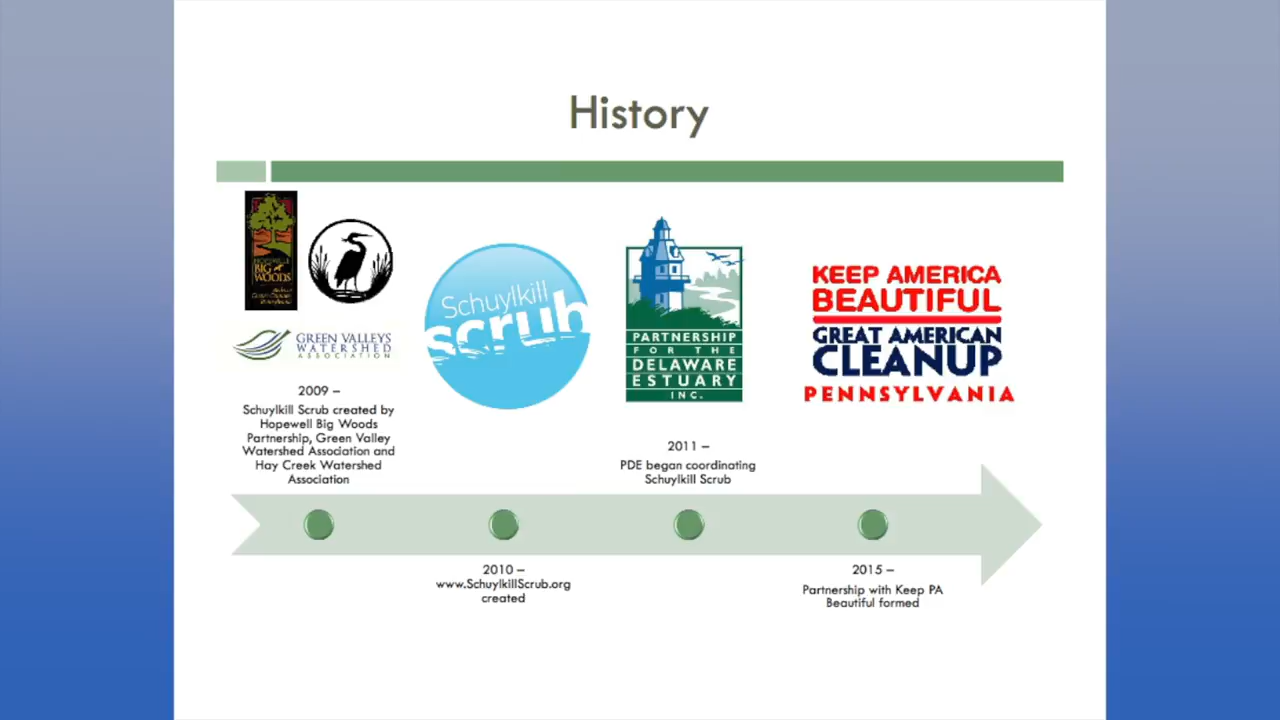 History
HOPEWELL
BIG
WOODS
GREEN VALLEYS
WATERSHED
ASSOCIATION
2009 –
Schuylkill Scrub created by
Hopewell Big Woods
Partnership, Green Valley
Watershed Association and
Hay Creek Watershed
Association
Schuylkill
scrub
2010 –
www.SchuylkillScrub.org
created
PARTNERSHIP
FOR THE
DELAWARE
ESTUARY
INC.
2011 –
PDE began coordinating
Schuylkill Scrub
KEEP AMERICA
BEAUTIFUL
GREAT AMERICAN
CLEANUP
PENNSYLVANIA
2015 –
Partnership with Keep PA
Beautiful formed